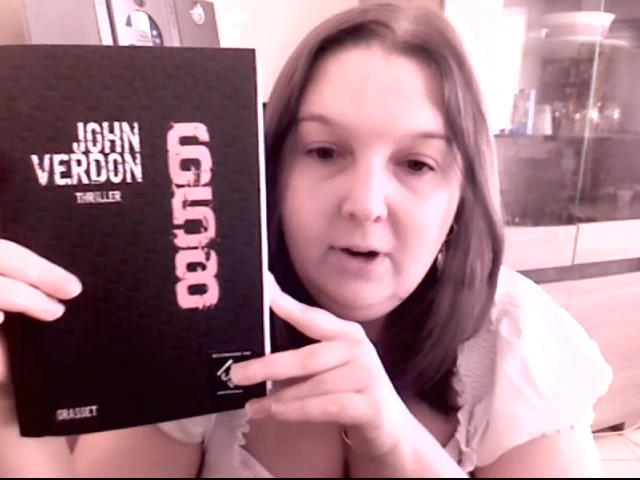 JOHN
VERDON
THRILLER
658
GRASSET